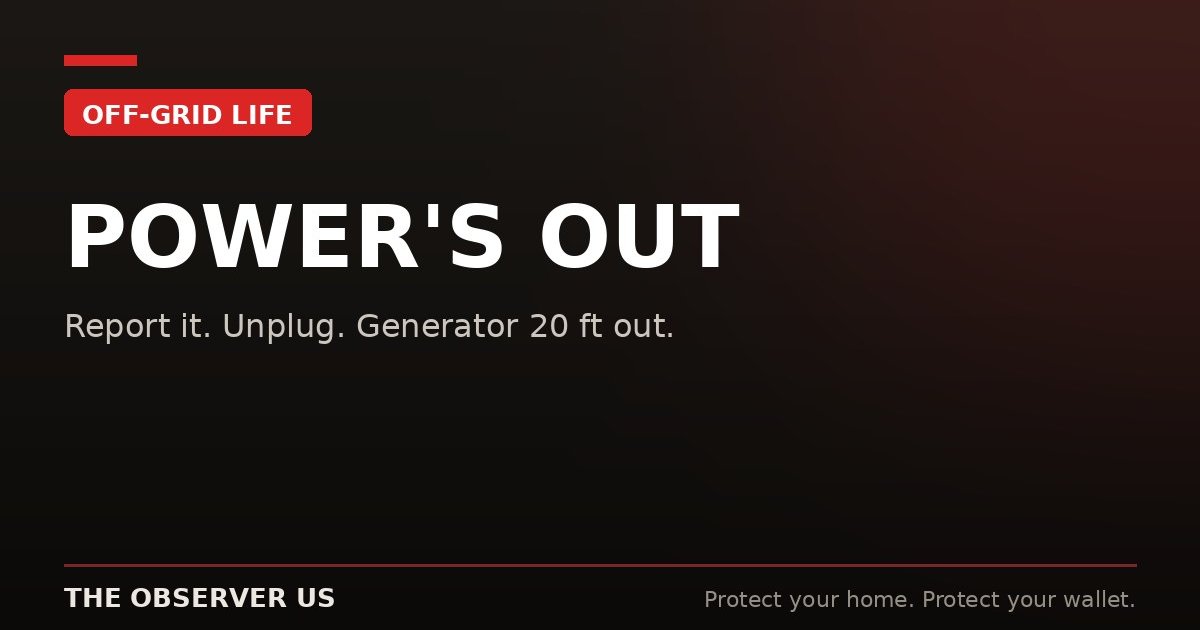 OFF-GRID LIFE
POWER'S OUT
Report it. Unplug. Generator 20 ft out.
THE OBSERVER US
Protect your home. Protect your wallet.